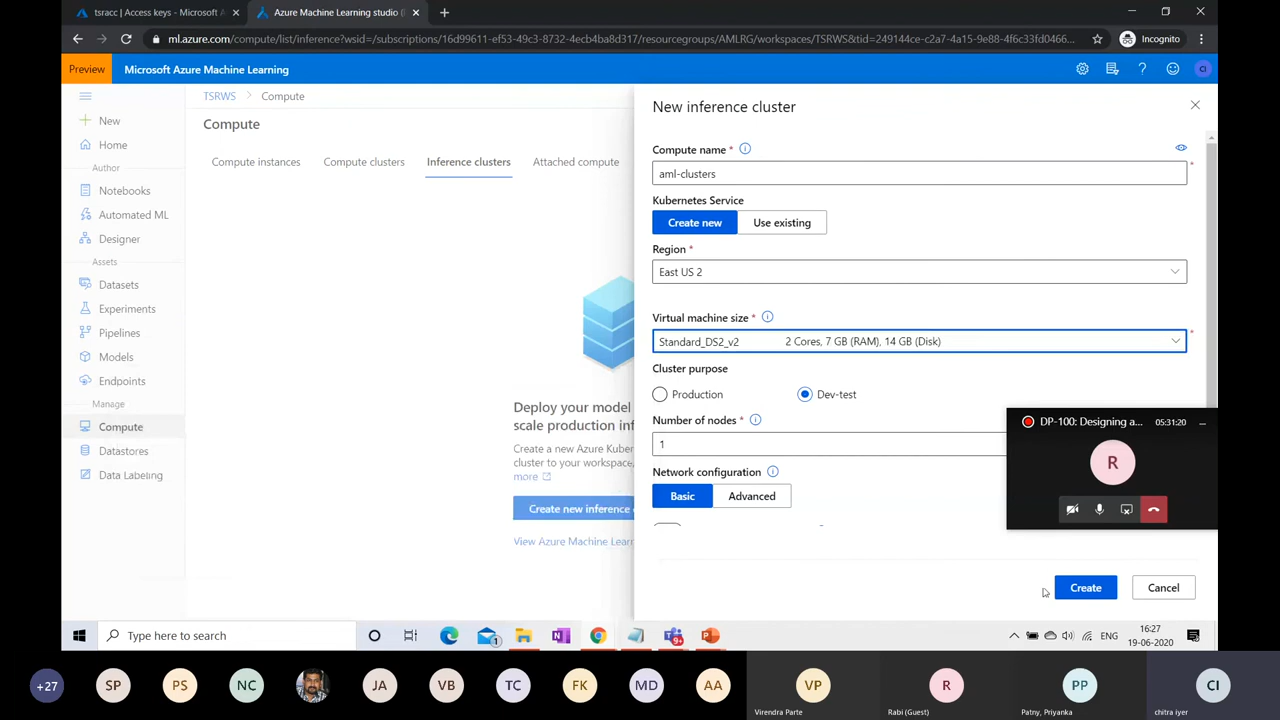 tsracc | Access keys - Microsoft A
Azure Machine Learning studio (
ml.azure.com/compute/list/inference?wsid=/subscriptions/16d99611-ef53-49c3-8732-4ecb4ba8d317/resourcegroups/AMLRG/workspaces/TSRWS&tid=249144ce-c2a7-4a15-9e88-4f6c33fd0466...
Incognito
Preview
Microsoft Azure Machine Learning
CI
New
Home
Author
Notebooks
Automated ML
Designer
Assets
Datasets
Experiments
Pipelines
Models
Endpoints
Manage
Compute
Datastores
Data Labeling
TSRWS > Compute
Compute
Compute instances
Compute clusters
Inference clusters
Attached compute
Deploy your model
scale production inf
Create a new Azure Kuber
cluster to your workspace,
more
Create new inference
View Azure Machine Learn
New inference cluster
Compute name *
aml-clusters
Kubernetes Service
Create new
Use existing
Region *
East US 2
Virtual machine size *
Standard_DS2_v2 2 Cores, 7 GB (RAM), 14 GB (Disk)
Cluster purpose
Production
Dev-test
Number of nodes *
1
Network configuration
Basic
Advanced
Create
Cancel
DP-100: Designing a...
05:31:20
R
Type here to search
1
9+
ENG
16:27
19-06-2020
+27
SP
PS
NC
JA
VB
TC
FK
MD
AA
VP
Virendra Parte
R
Rabi (Guest)
PP
Patny, Priyanka
CI
chitra iyer